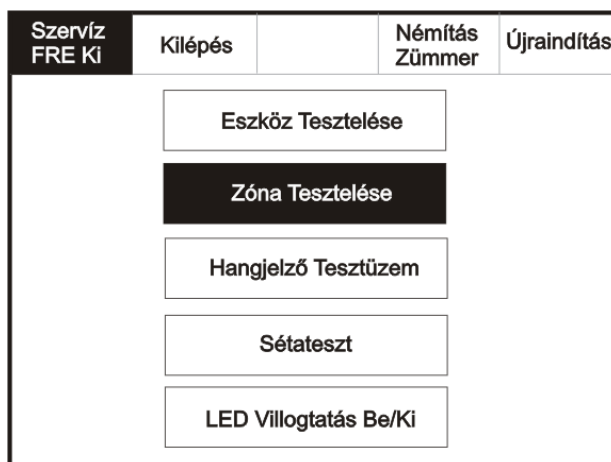 Szervíz
FRE Ki
Kilépés
Némítás
Zümmer
Újraindítás
Eszköz Tesztelése
Zóna Tesztelése
Hangjelző Tesztüzem
Sétateszt
LED Villogtatás Be/Ki